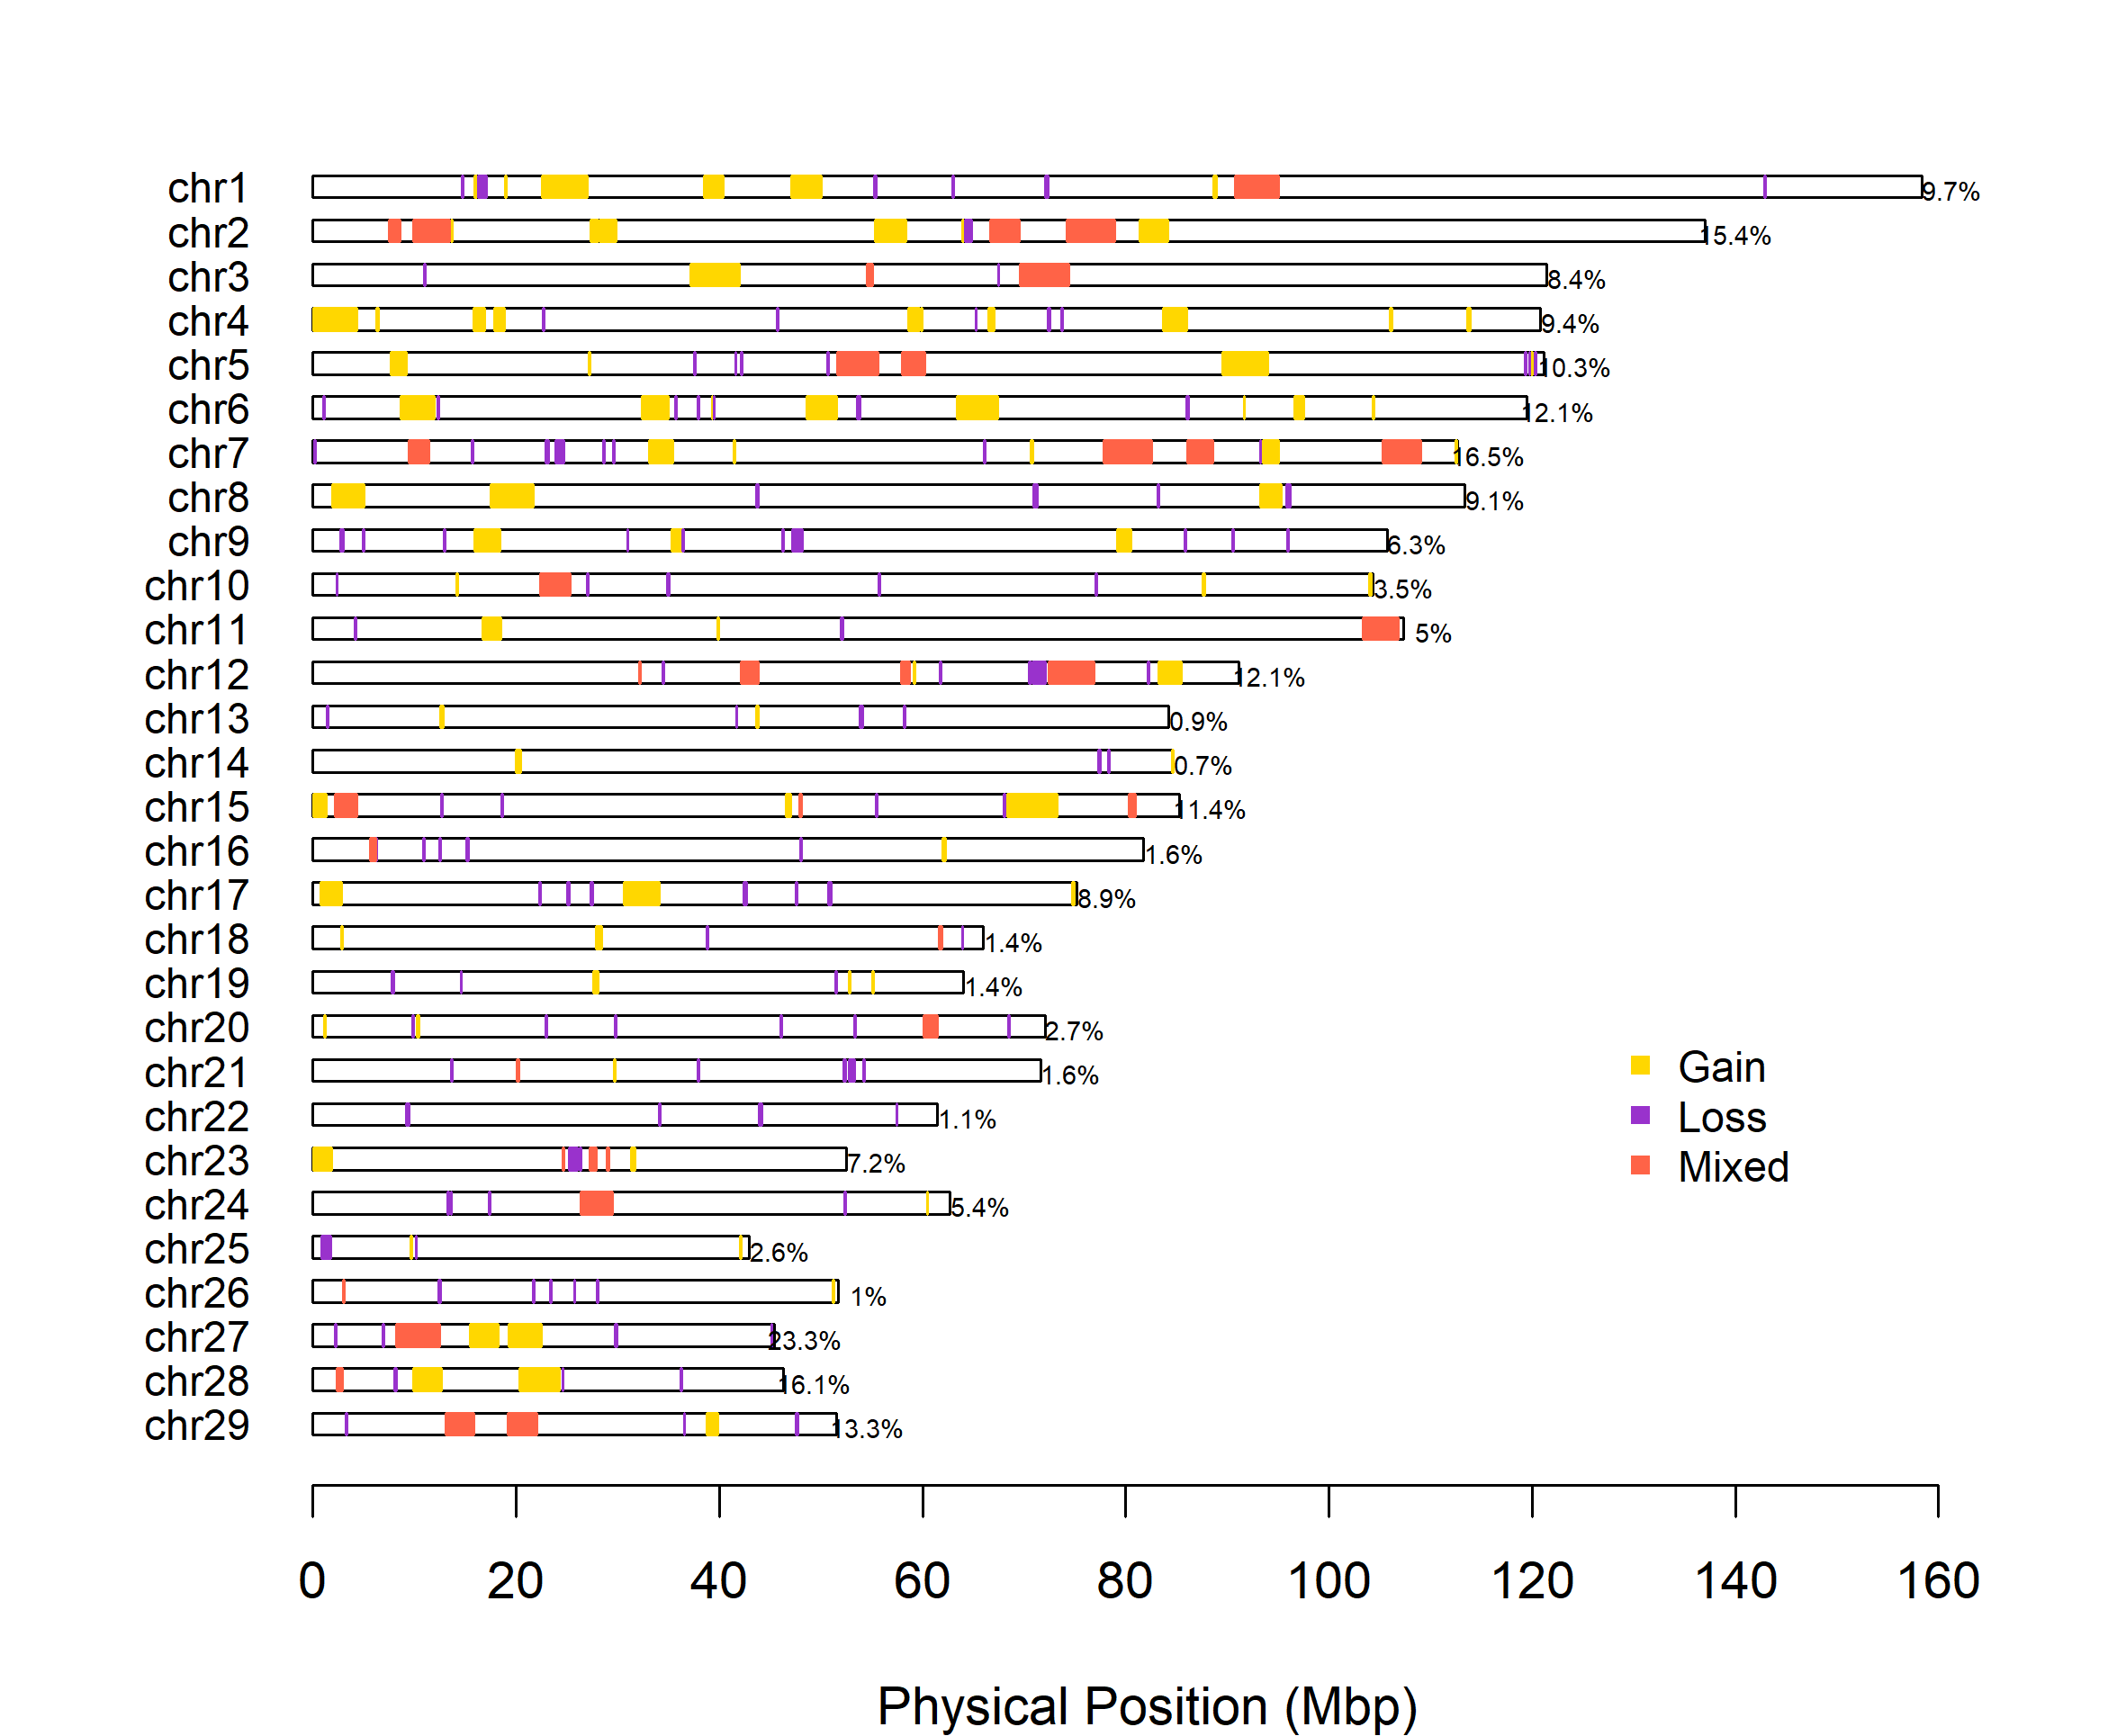 chr1 9.7%
chr2 15.4%
chr3 8.4%
chr4 9.4%
chr5 10.3%
chr6 12.1%
chr7 16.5%
chr8 9.1%
chr9 6.3%
chr10 3.5%
chr11 5%
chr12 12.1%
chr13 0.9%
chr14 0.7%
chr15 11.4%
chr16 1.6%
chr17 8.9%
chr18 1.4%
chr19 1.4%
chr20 2.7%
chr21 1.6%
Gain
chr22 1.1%
Loss
chr23 7.2%
Mixed
chr24 5.4%
chr25 2.6%
chr26 1%
chr27 23.3%
chr28 16.1%
chr29 13.3%
0 20 40 60 80 100 120 140 160
Physical Position (Mbp)